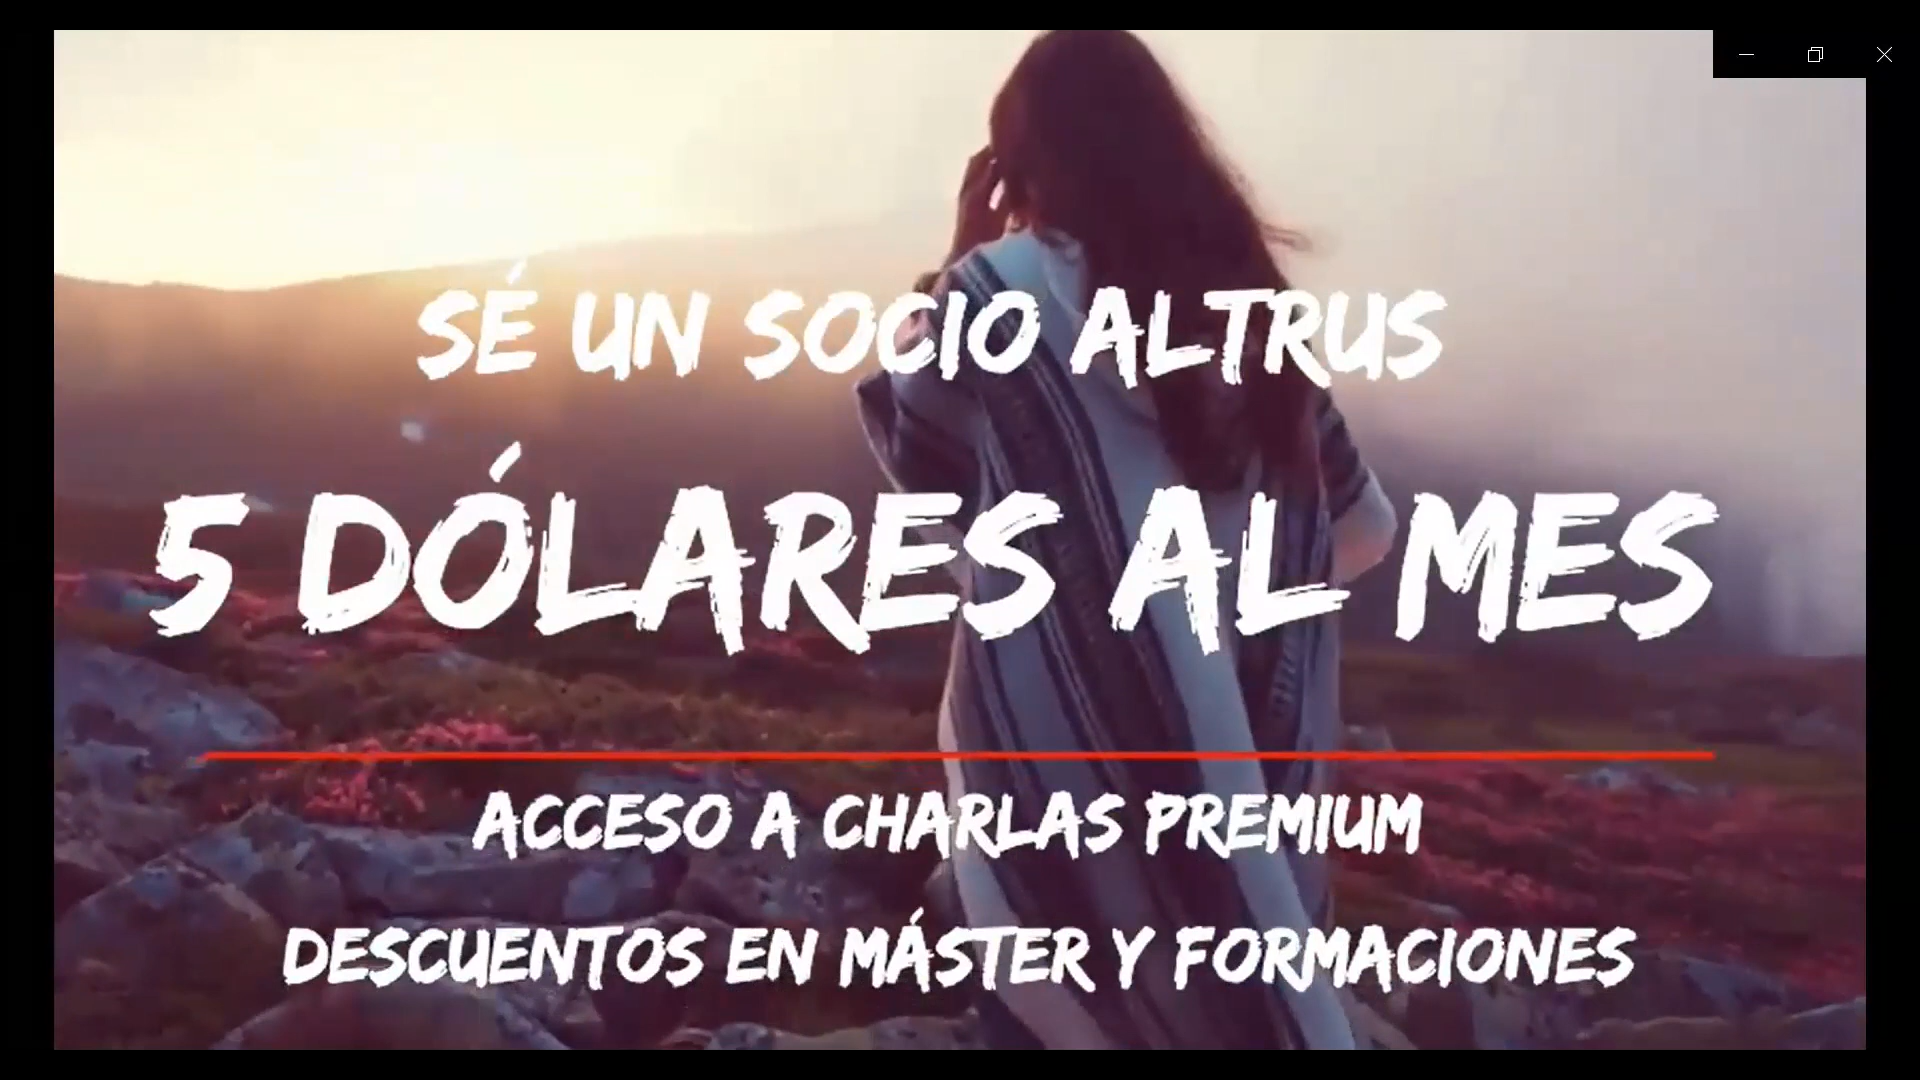 SÉ UN SOCIO ALTRUS
5 DÓLARES AL MES
ACCESO A CHARLAS PREMIUM
DESCUENTOS EN MÁSTER Y FORMACIONES